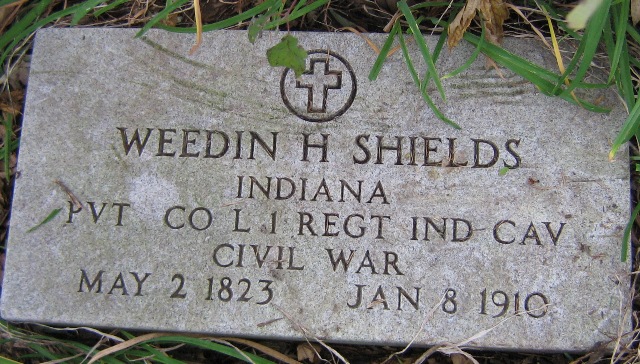 WEEDIN H SHIELDS
INDIANA
PVT CO L 1 REGT IND CAV
CIVIL WAR
MAY 2 1823 JAN 8 1910